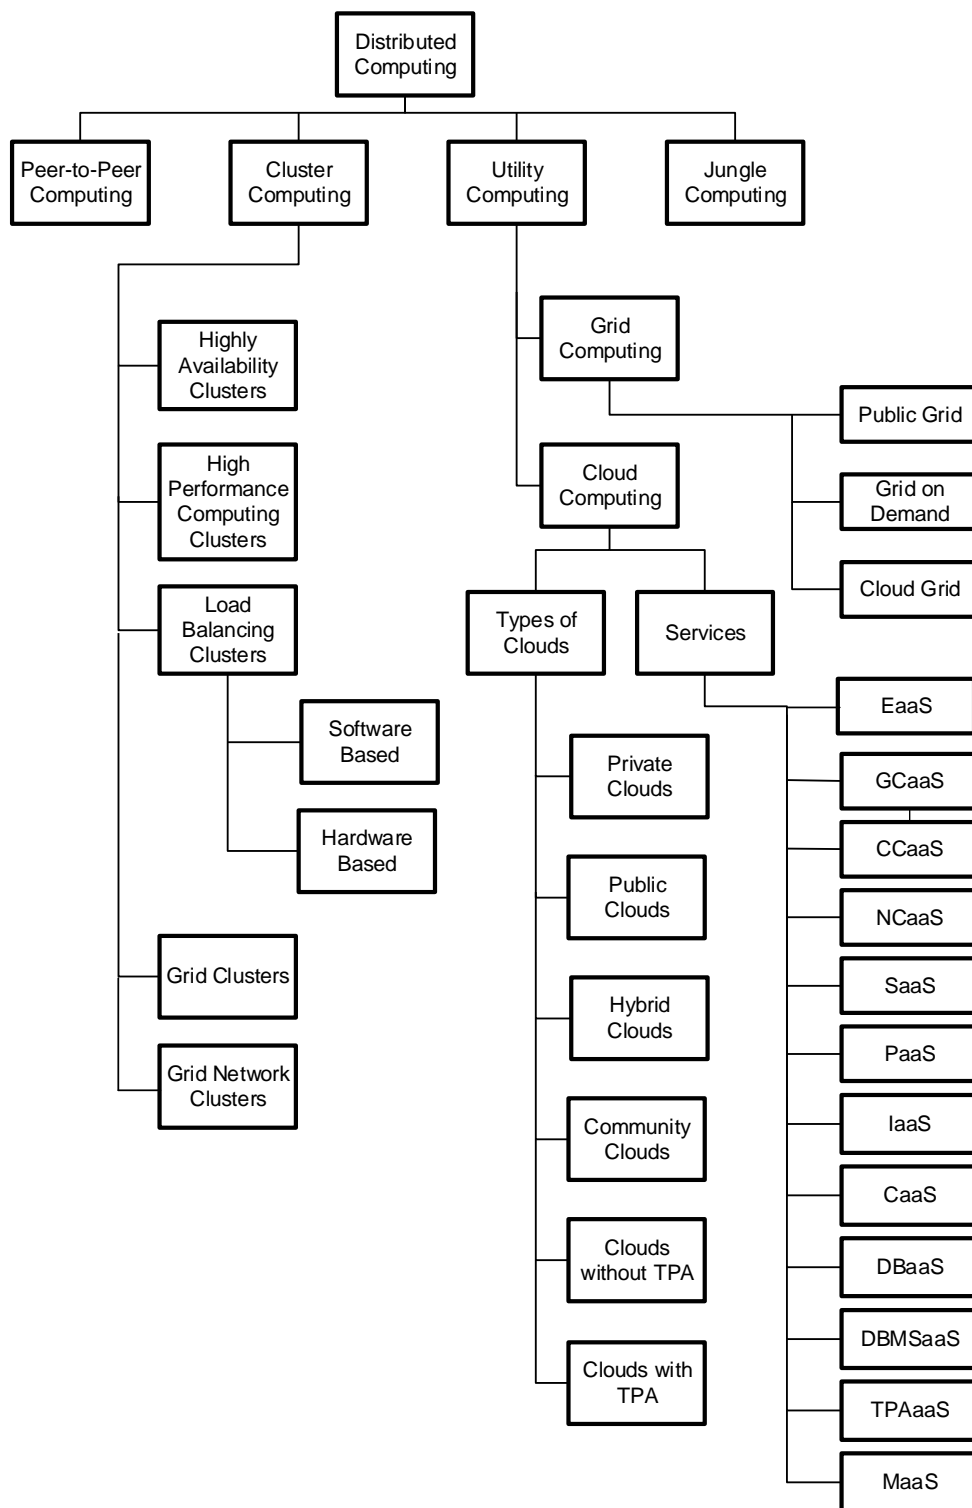 Distributed
Computing
Peer-to-Peer
Computing
Cluster
Computing
Utility
Computing
Jungle
Computing
Highly
Availability
Clusters
High
Performance
Computing
Clusters
Load
Balancing
Clusters
Software
Based
Hardware
Based
Grid Clusters
Grid Network
Clusters
Grid
Computing
Cloud
Computing
Public Grid
Grid on
Demand
Cloud Grid
Types of
Clouds
Services
Private
Clouds
Public
Clouds
Hybrid
Clouds
Community
Clouds
Clouds
without TPA
Clouds with
TPA
EaaS
GCaaS
CCaaS
NCaaS
SaaS
PaaS
IaaS
CaaS
DBaaS
DBMSaaS
TPAaaS
MaaS